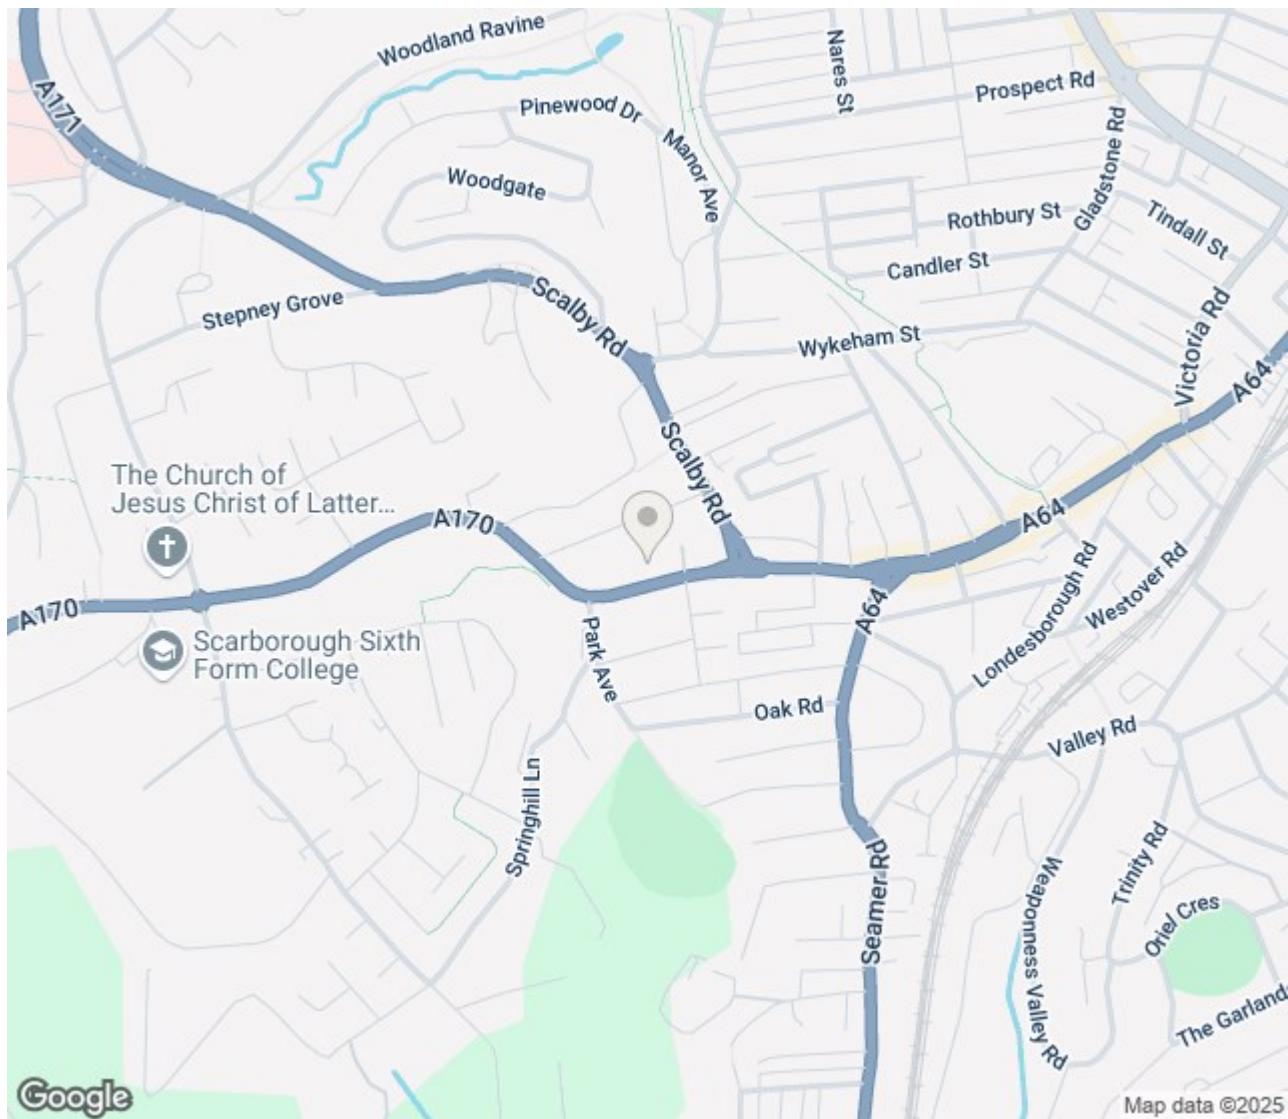 Woodland Ravine
A171
Pinewood Dr
Nares St
Prospect Rd
Manor Ave
Woodgate
Gladstone Rd
Rothbury St
Tindall St
Candler St
Stepney Grove
Scalby Rd
Wykeham St
Victoria Rd
A64
Scalby Rd
The Church of
Jesus Christ of Latter...
A170
A64
A170
Park Ave
A64
Londesborough Rd
Westover Rd
Scarborough Sixth
Form College
Oak Rd
Valley Rd
Springhill Ln
Seamer Rd
Weaponness Valley Rd
Trinity Rd
Oriel Cres
The Garland
Google
Map data ©2025